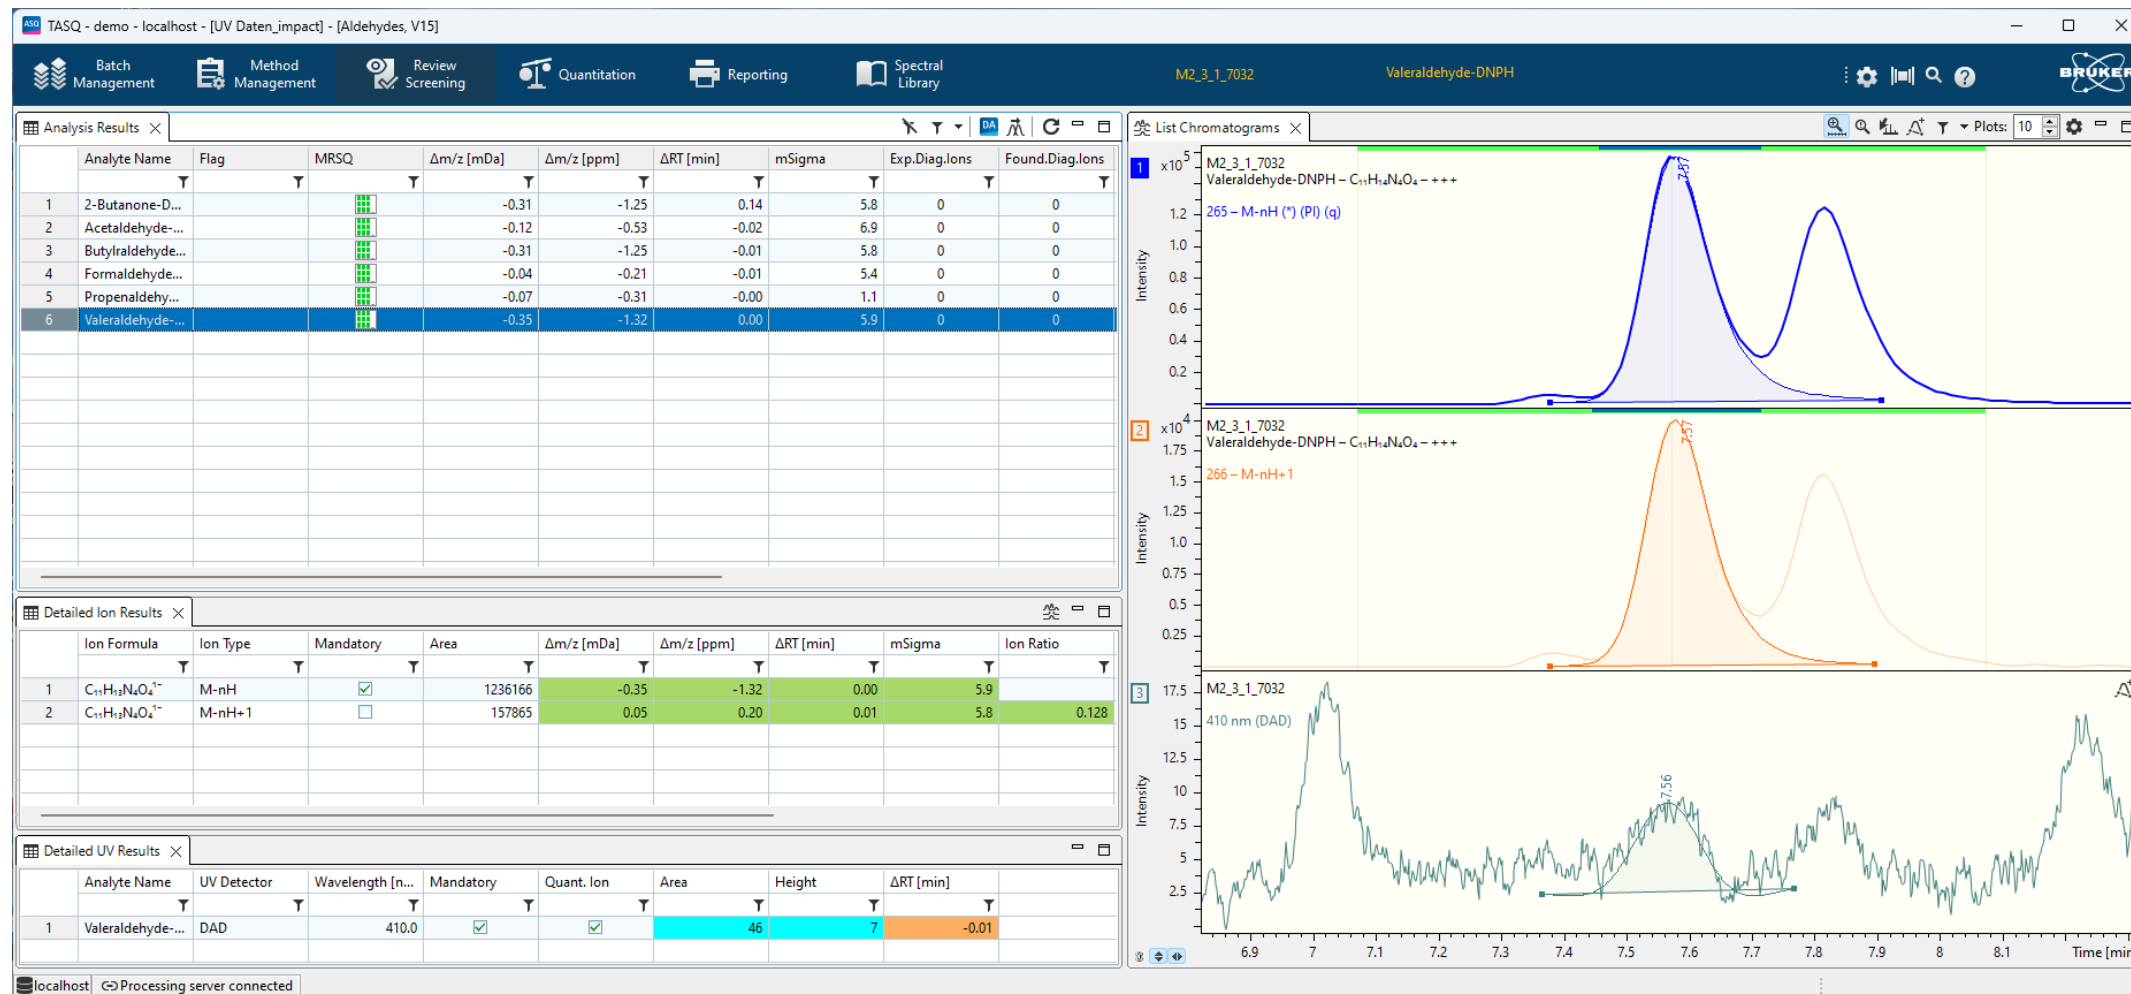 TASQ - demo - localhost - [UV Daten_impact] - [Aldehydes, V15]
Batch Management
Method Management
Review Screening
Quantitation
Reporting
Spectral Library
M2_3_1_7032
Valeraldehyde-DNPH
BRUKER
Analysis Results
DA
Analyte Name Flag MRSQ Δm/z [mDa] Δm/z [ppm] ΔRT [min] mSigma Exp.Diag.Ions Found.Diag.Ions
1 2-Butanone-D... -0.31 -1.25 0.14 5.8 0 0
2 Acetaldehyde-... -0.12 -0.53 -0.02 6.9 0 0
3 Butylraldehyde... -0.31 -1.25 -0.01 5.8 0 0
4 Formaldehyde... -0.04 -0.21 -0.01 5.4 0 0
5 Propenaldehy... -0.07 -0.31 -0.00 1.1 0 0
6 Valeraldehyde-... -0.35 -1.32 0.00 5.9 0 0
Detailed Ion Results
Ion Formula Ion Type Mandatory Area Δm/z [mDa] Δm/z [ppm] ΔRT [min] mSigma Ion Ratio
1 C₁₁H₁₃N₄O₄¹⁻ M-nH 1236166 -0.35 -1.32 0.00 5.9
2 C₁₁H₁₃N₄O₄¹⁻ M-nH+1 157865 0.05 0.20 0.01 5.8 0.128
Detailed UV Results
Analyte Name UV Detector Wavelength [n... Mandatory Quant. Ion Area Height ΔRT [min]
1 Valeraldehyde-... DAD 410.0 46 7 -0.01
List Chromatograms
Plots: 10
1
x10⁵
M2_3_1_7032
Valeraldehyde-DNPH – C₁₁H₁₄N₄O₄ – +++
265 – M-nH (*) (PI) (q)
7.57
Intensity
1.2
1.0
0.8
0.6
0.4
0.2
2
x10⁴
M2_3_1_7032
Valeraldehyde-DNPH – C₁₁H₁₄N₄O₄ – +++
266 – M-nH+1
7.57
Intensity
1.75
1.5
1.25
1.0
0.75
0.5
0.25
3
M2_3_1_7032
410 nm (DAD)
7.56
Intensity
17.5
15
12.5
10
7.5
5
2.5
6.9 7 7.1 7.2 7.3 7.4 7.5 7.6 7.7 7.8 7.9 8 8.1 Time [min
localhost
Processing server connected